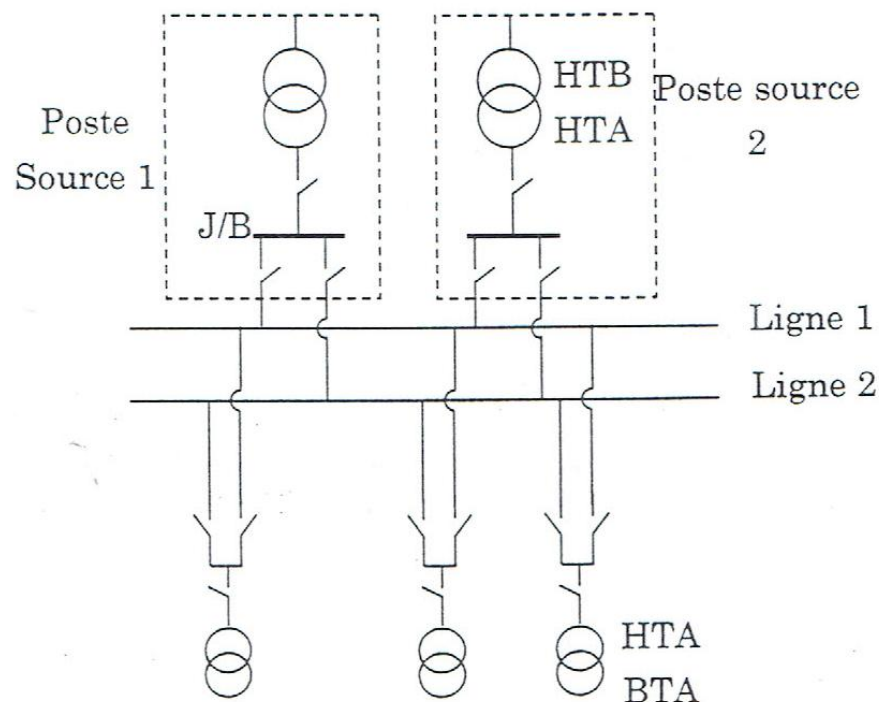 HTB
HTA
Poste source
2
Poste
Source 1
J/B
Ligne 1
Ligne 2
HTA
BTA